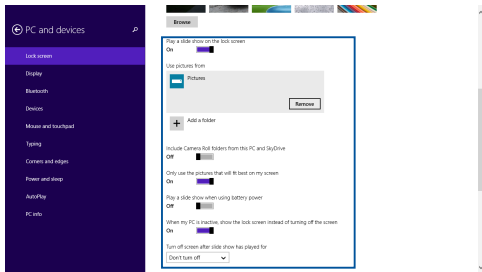 PC and devices
Lock screen
Display
Bluetooth
Devices
Mouse and touchpad
Typing
Corners and edges
Power and sleep
AutoPlay
PC info
Browse
Play a slide show on the lock screen
On
Use pictures from
Pictures
Remove
Add a folder
Include Camera Roll folders from this PC and SkyDrive
Off
Only use the pictures that will fit best on my screen
On
Play a slide show when using battery power
Off
When my PC is inactive, show the lock screen instead of turning off the screen
On
Turn off screen after slide show has played for
Don't turn off